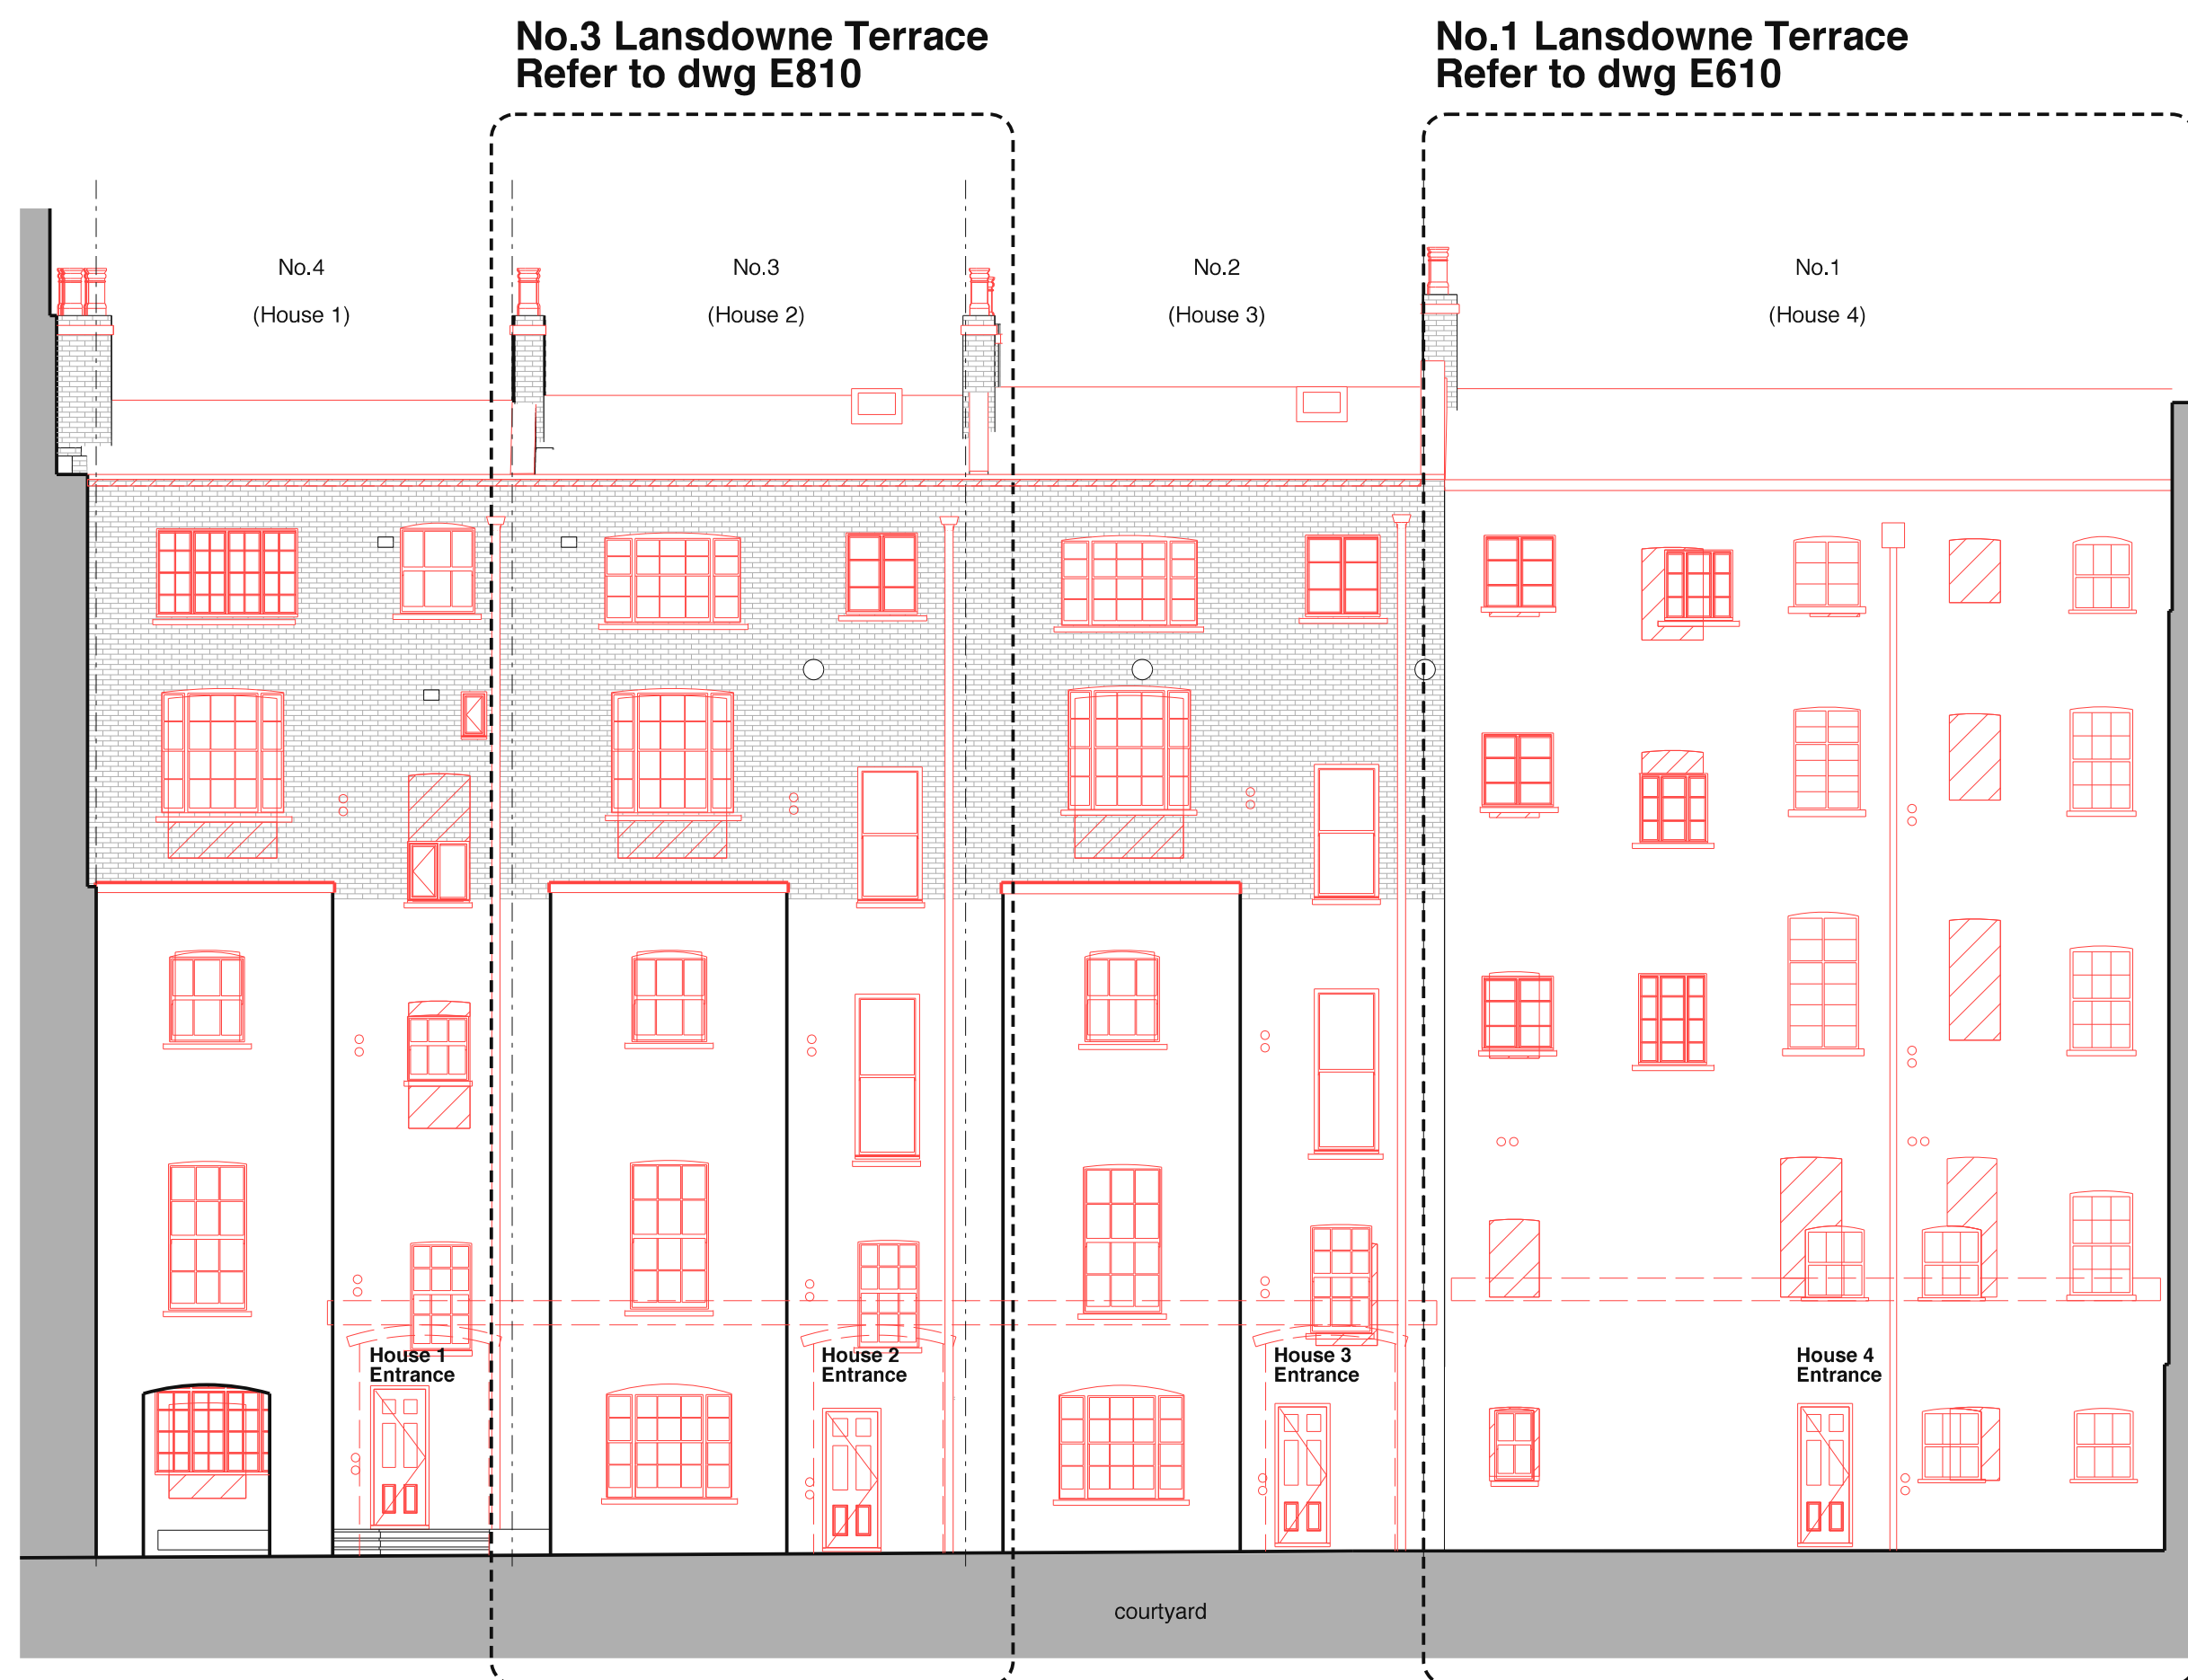 No.3 Lansdowne Terrace
Refer to dwg E810
No.1 Lansdowne Terrace
Refer to dwg E610
No.4
(House 1)
No.3
(House 2)
No.2
(House 3)
No.1
(House 4)
House 1
Entrance
House 2
Entrance
House 3
Entrance
House 4
Entrance
courtyard